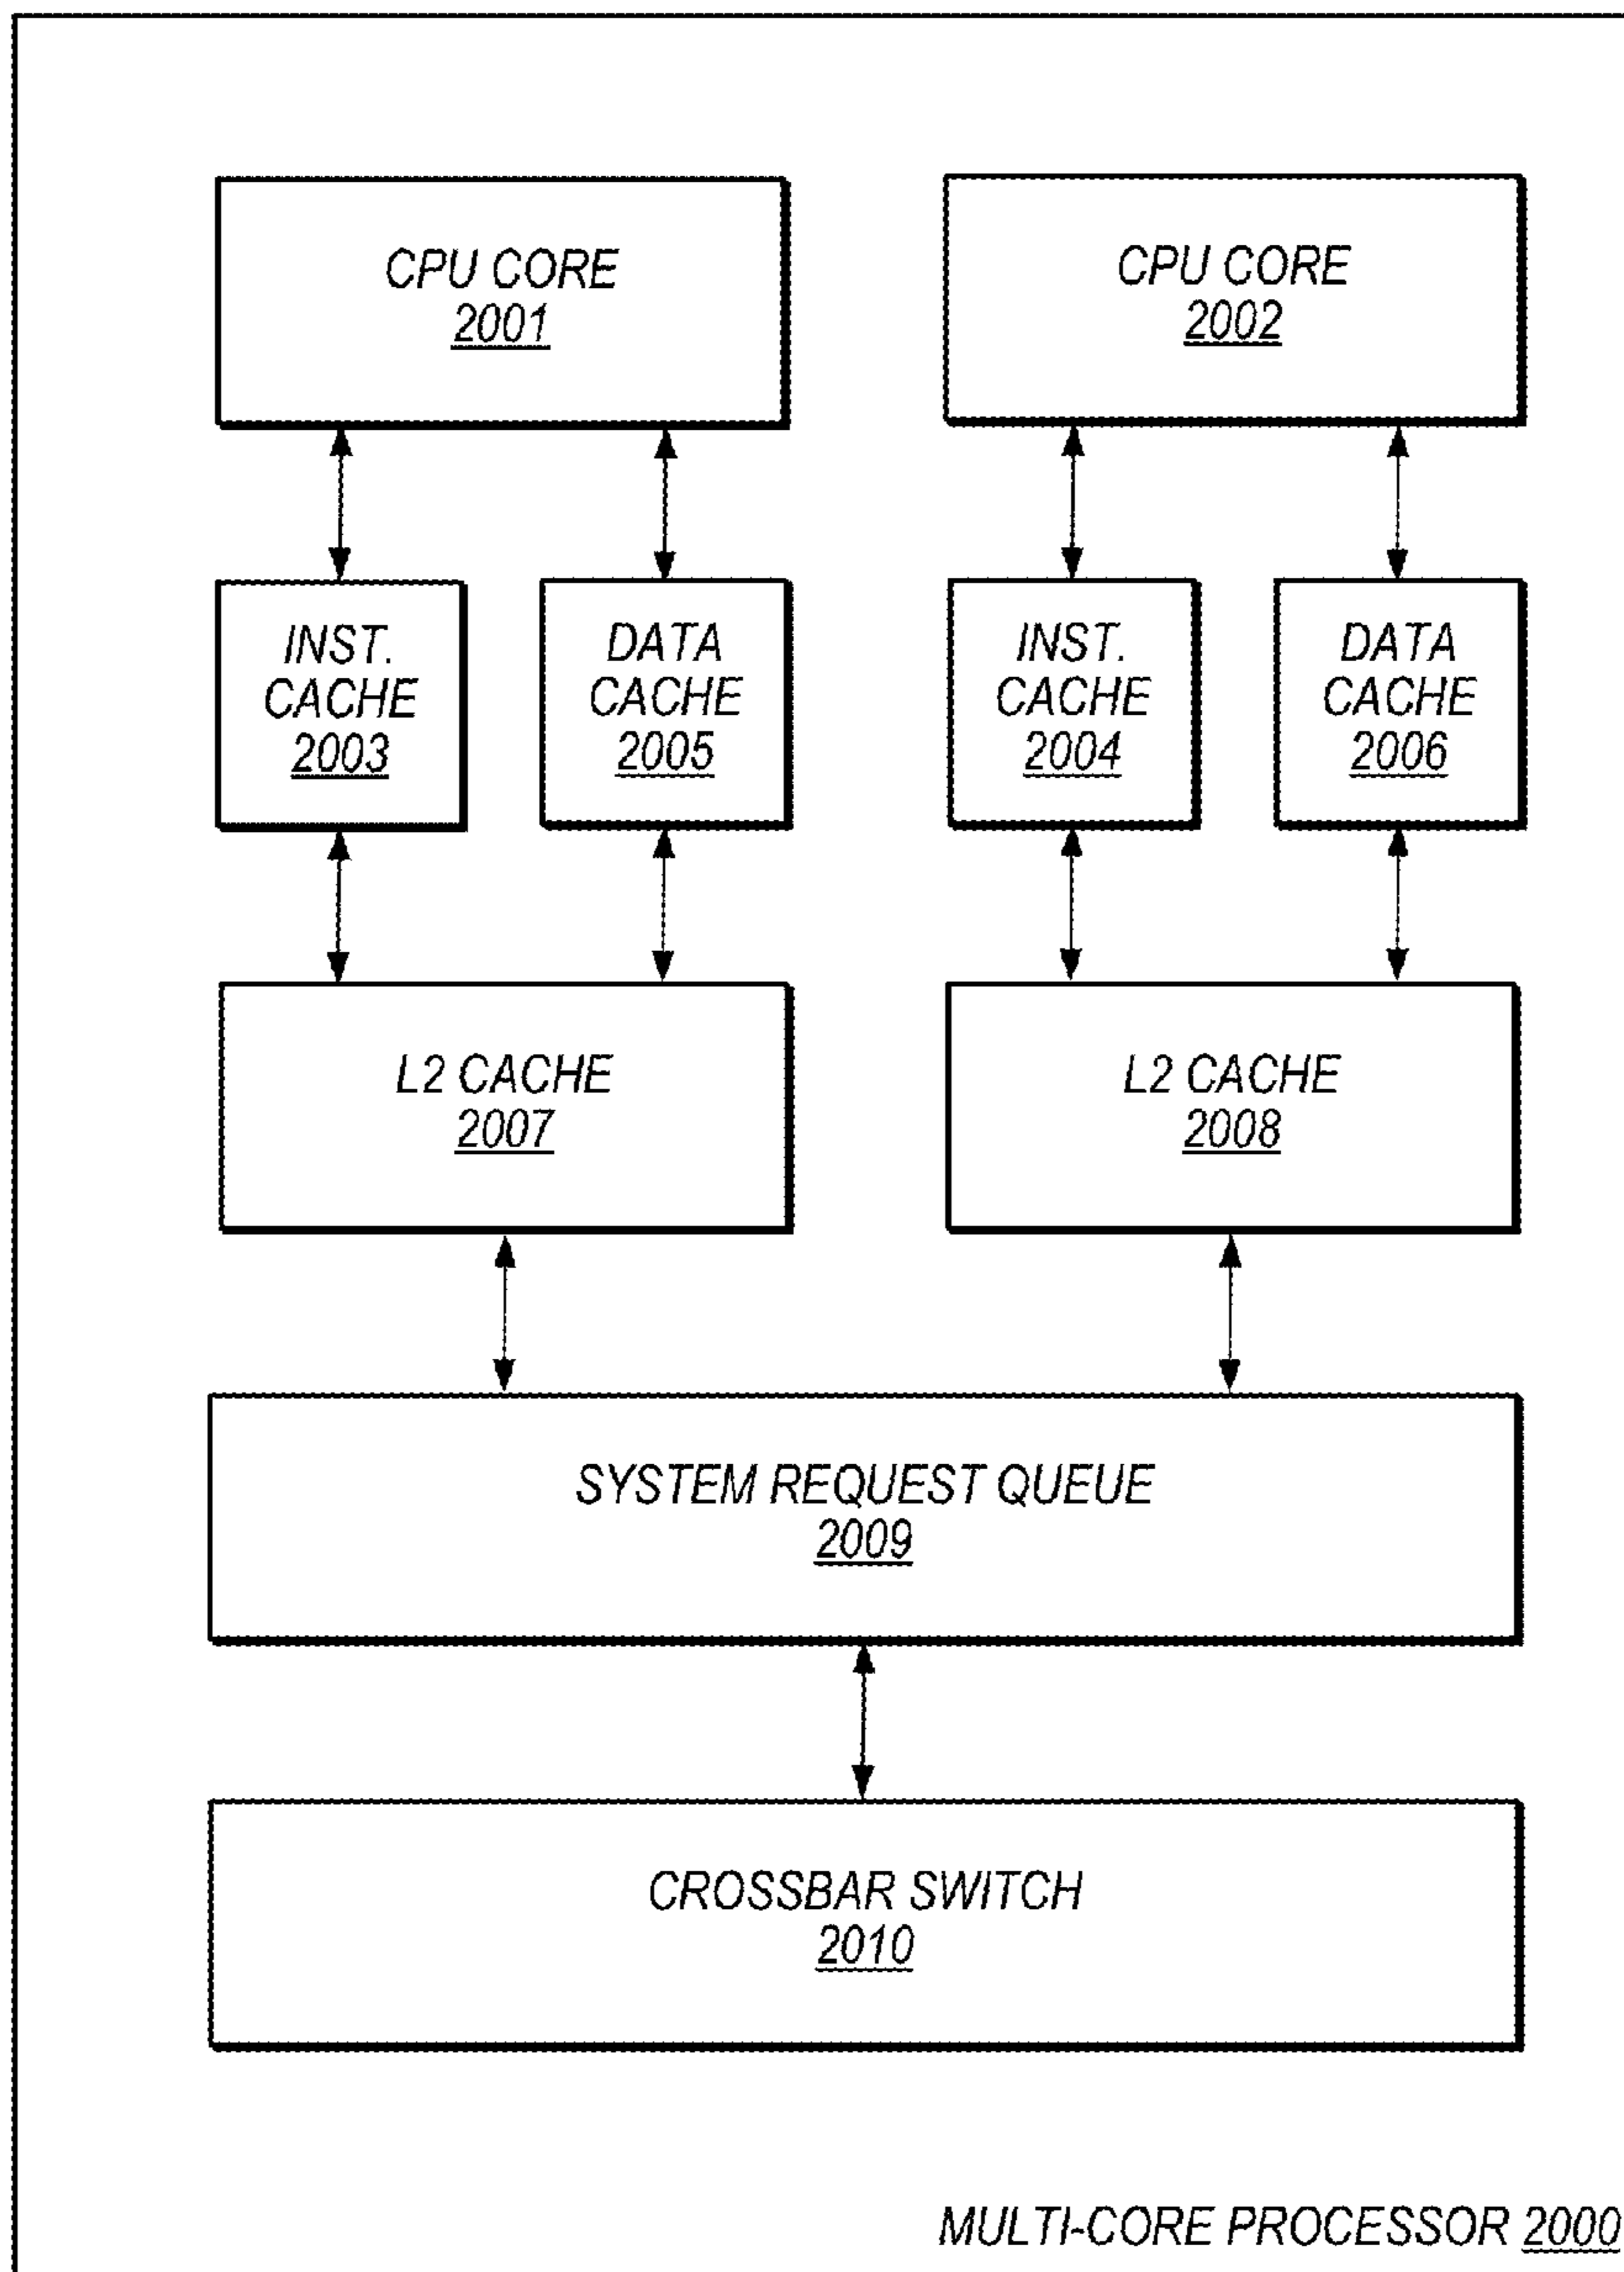 CPU CORE
2001
CPU CORE
2002
INST.
CACHE
2003
DATA
CACHE
2005
INST.
CACHE
2004
DATA
CACHE
2006
L2 CACHE
2007
L2 CACHE
2008
SYSTEM REQUEST QUEUE
2009
CROSSBAR SWITCH
2010
MULTI-CORE PROCESSOR 2000